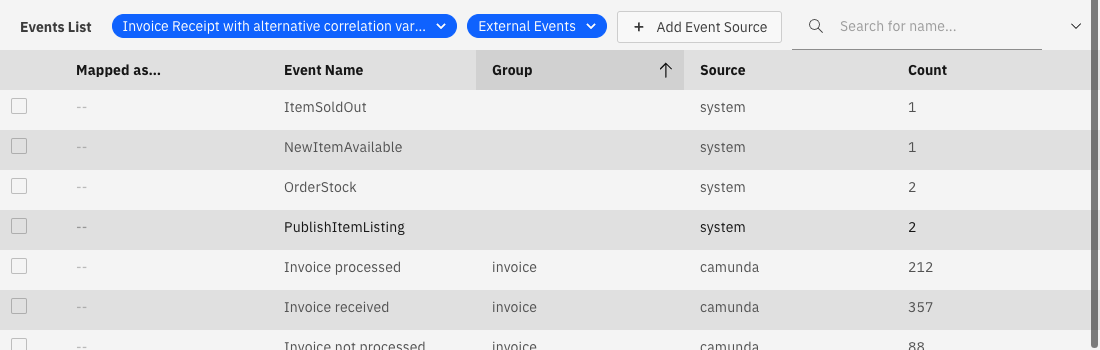 Events List Invoice Receipt with alternative correlation var... External Events + Add Event Source Search for name...
Mapped as... Event Name Group Source Count
-- ItemSoldOut system 1
-- NewItemAvailable system 1
-- OrderStock system 2
-- PublishItemListing system 2
-- Invoice processed invoice camunda 212
-- Invoice received invoice camunda 357
-- Invoice not processed invoice camunda 88